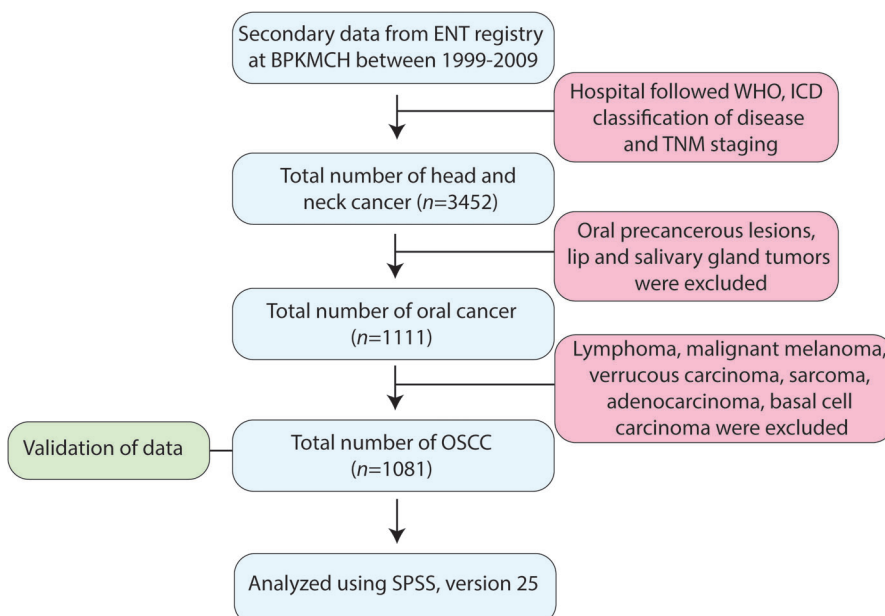 Secondary data from ENT registry
at BPKMCH between 1999-2009
Hospital followed WHO, ICD
classification of disease
and TNM staging
Total number of head and
neck cancer (n=3452)
Oral precancerous lesions,
lip and salivary gland tumors
were excluded
Total number of oral cancer
(n=1111)
Lymphoma, malignant melanoma,
verrucous carcinoma, sarcoma,
adenocarcinoma, basal cell
carcinoma were excluded
Validation of data
Total number of OSCC
(n=1081)
Analyzed using SPSS, version 25